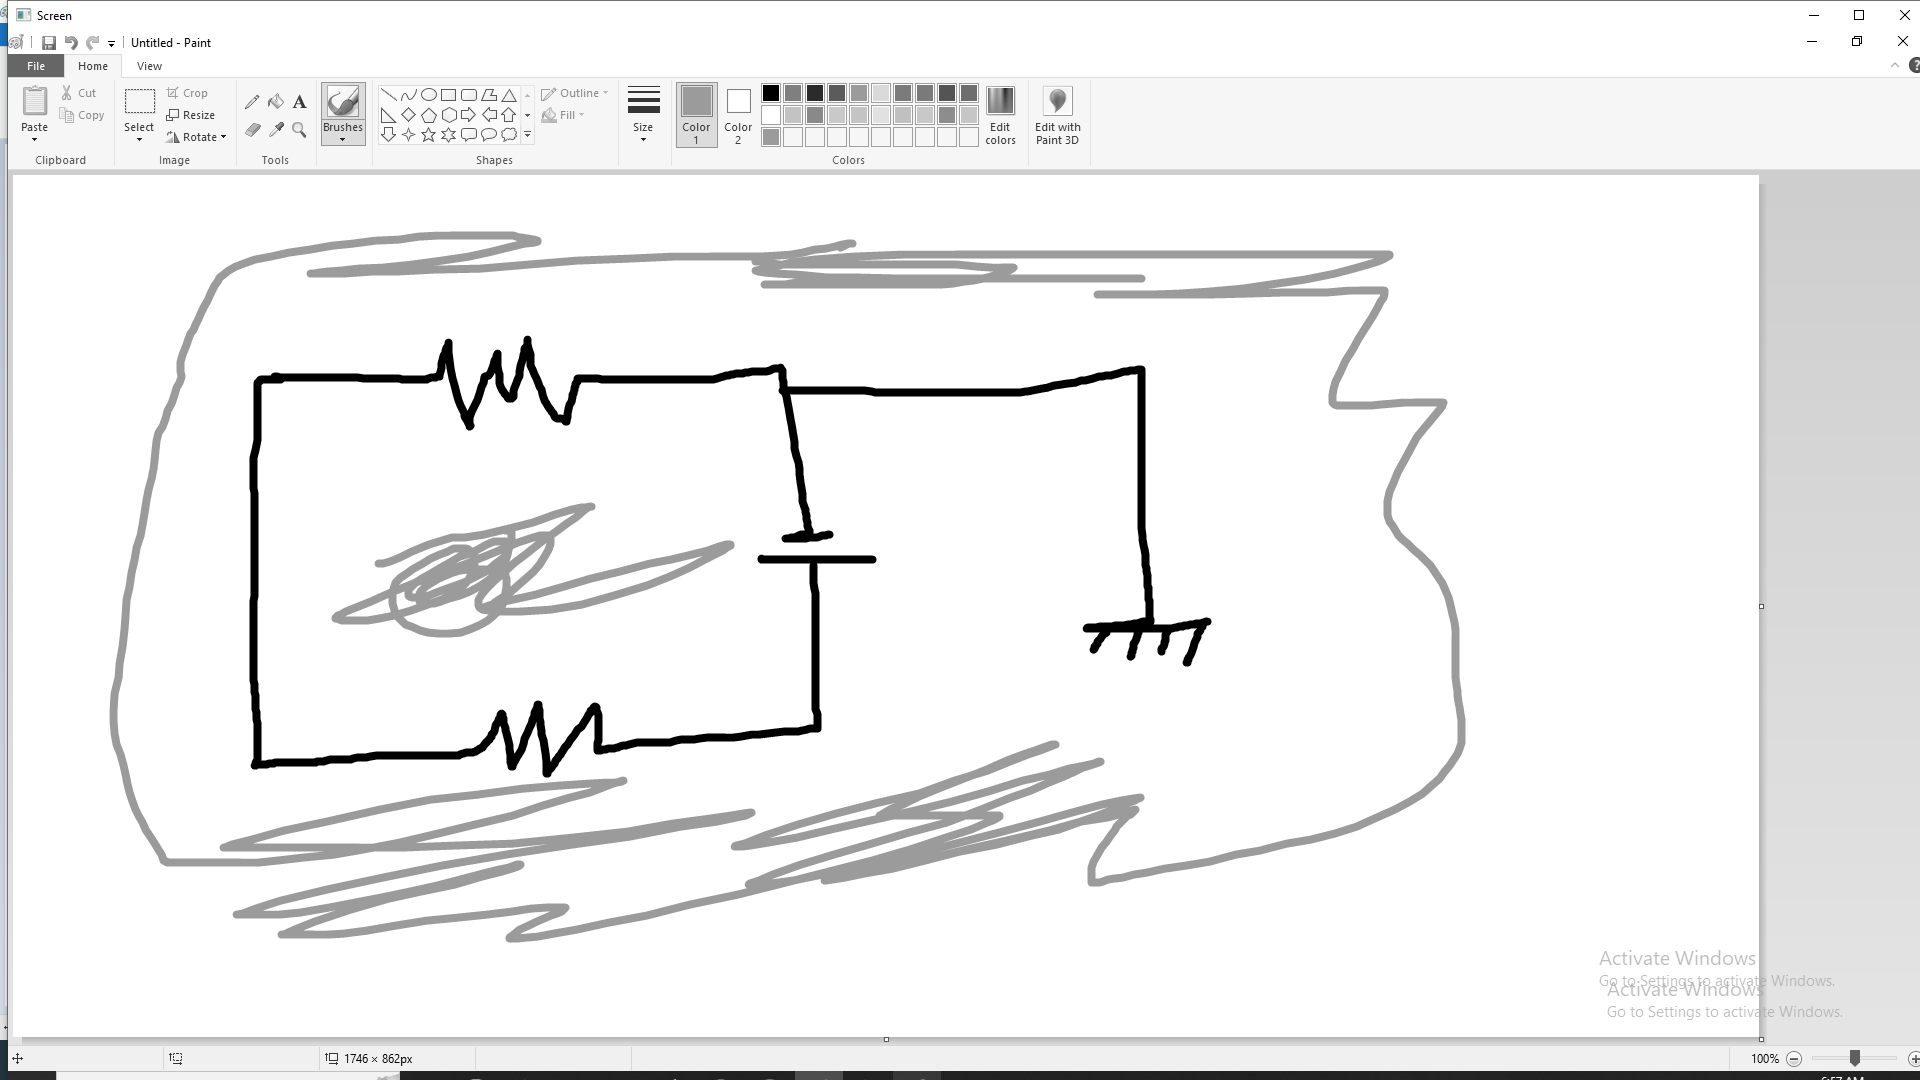 Screen
Untitled - Paint
File Home View
Paste Cut Copy
Clipboard
Select Crop Resize Rotate
Image
Tools
Brushes
Outline
Fill
Shapes
Size
Color 1
Color 2
Edit colors
Colors
Edit with Paint 3D
Activate Windows
Go to Settings to activate Windows.
Activate Windows
Go to Settings to activate Windows.
1746 × 862px
100%